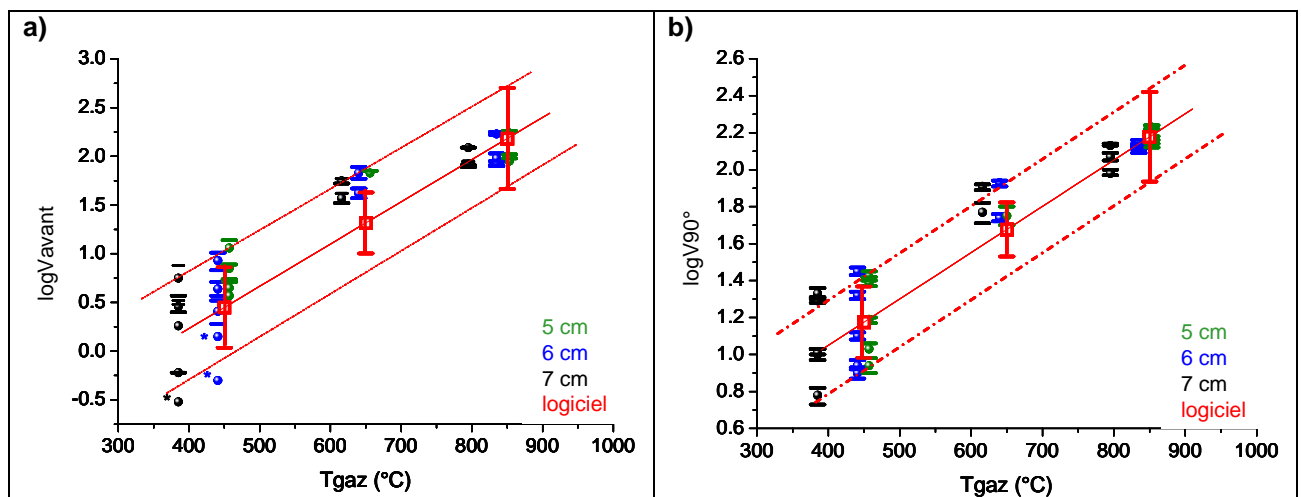 a)
3.0
2.5
2.0
1.5
1.0
0.5
0.0
-0.5
logVavant
*
*
*
5 cm
6 cm
7 cm
logiciel
300 400 500 600 700 800 900 1000
Tgaz (°C)
b)
2.6
2.4
2.2
2.0
1.8
1.6
1.4
1.2
1.0
0.8
0.6
logV90°
5 cm
6 cm
7 cm
logiciel
300 400 500 600 700 800 900 1000
Tgaz (°C)